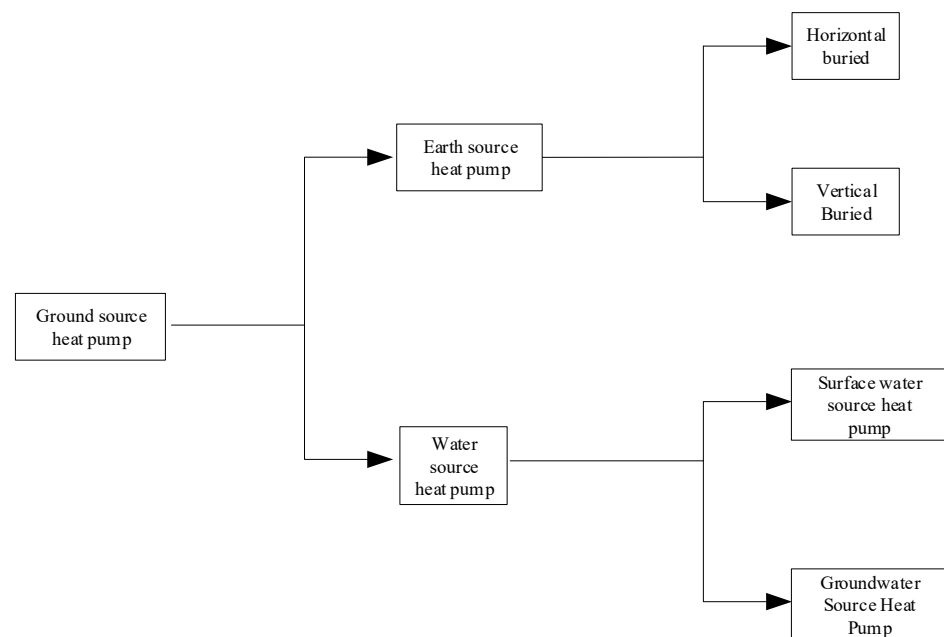 Horizontal
buried
Earth source
heat pump
Vertical
Buried
Ground source
heat pump
Surface water
source heat
pump
Water
source
heat pump
Groundwater
Source Heat
Pump